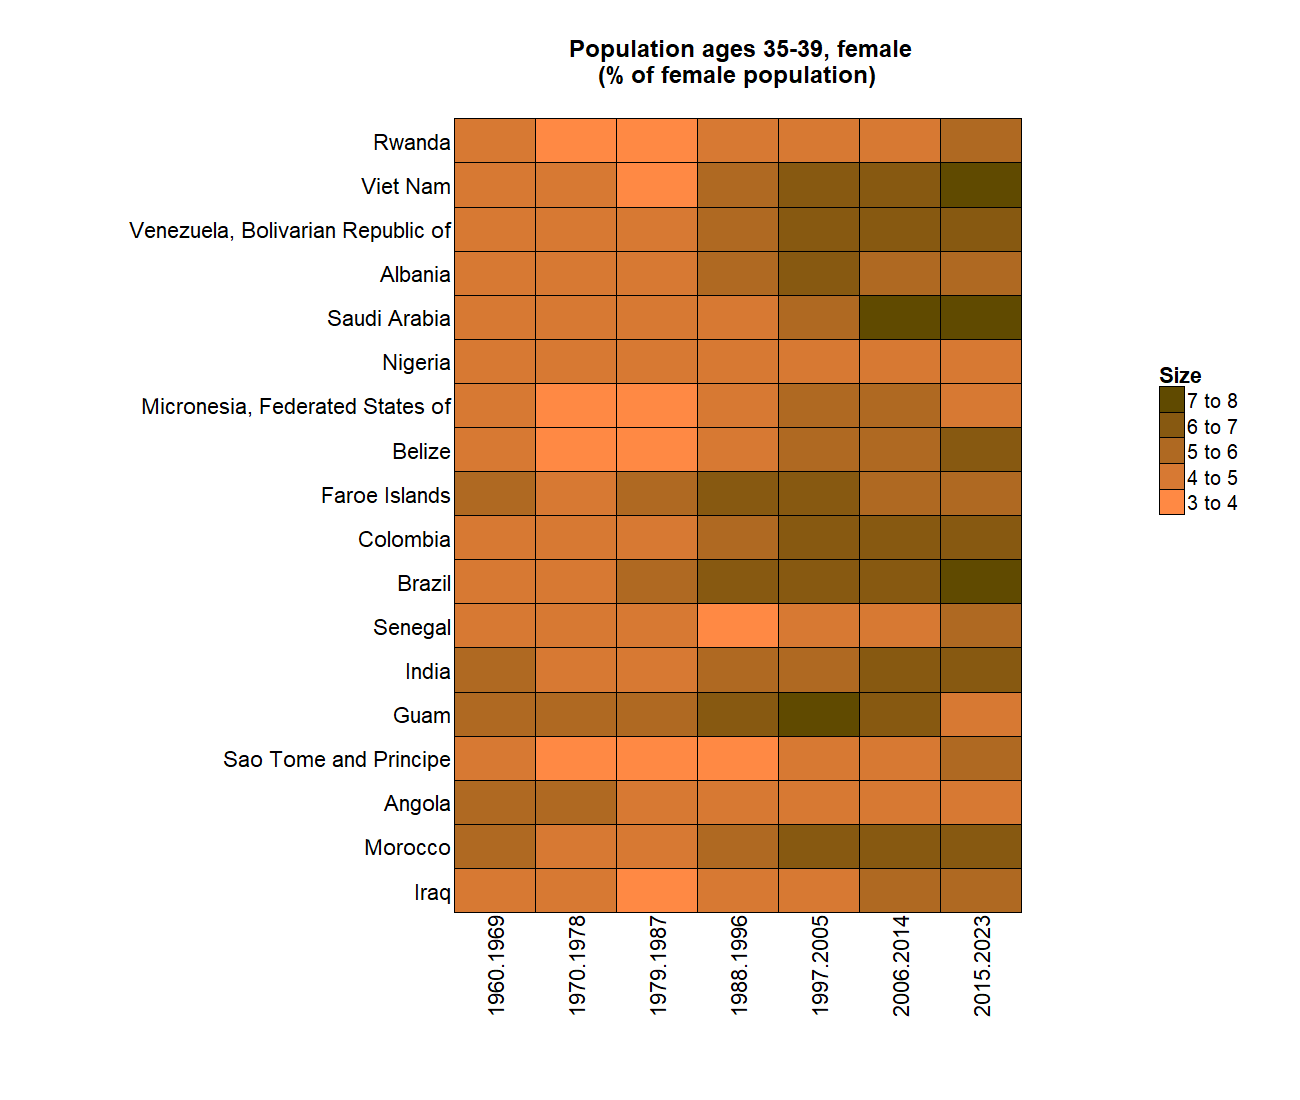 Population ages 35-39, female
(% of female population)
Rwanda
Viet Nam
Venezuela, Bolivarian Republic of
Albania
Saudi Arabia
Nigeria
Micronesia, Federated States of
Belize
Faroe Islands
Colombia
Brazil
Senegal
India
Guam
Sao Tome and Principe
Angola
Morocco
Iraq
1960.1969
1970.1978
1979.1987
1988.1996
1997.2005
2006.2014
2015.2023
Size
7 to 8
6 to 7
5 to 6
4 to 5
3 to 4